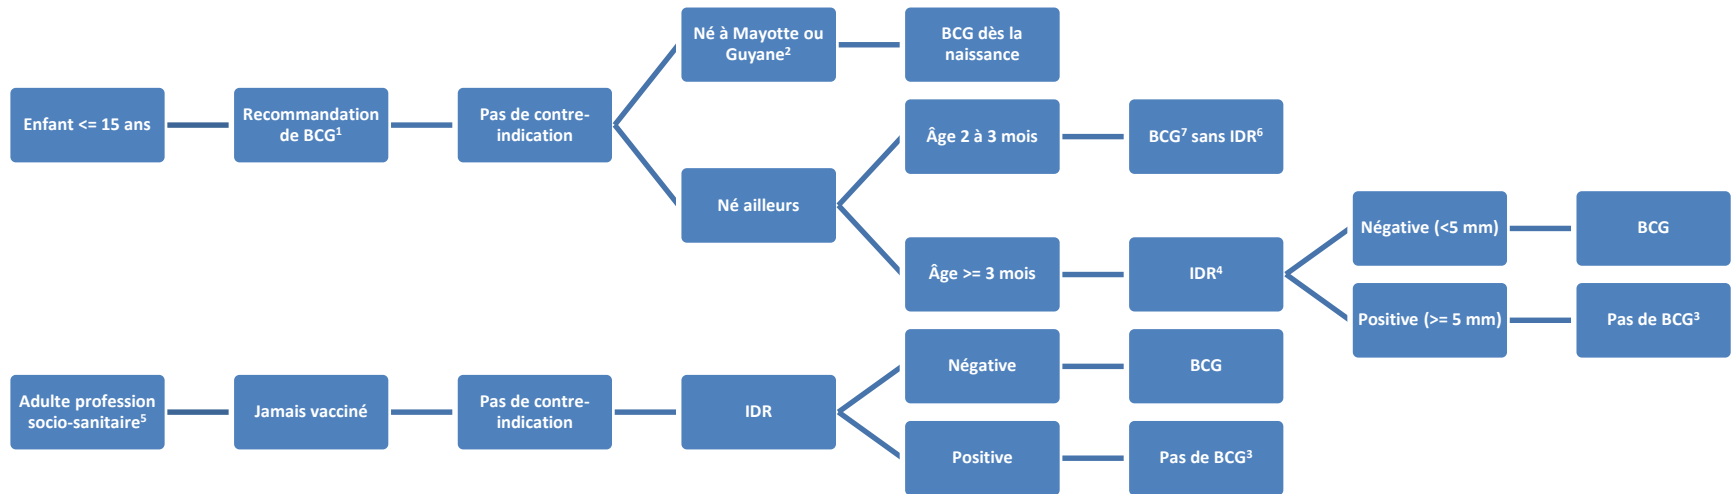 Né à Mayotte ou
Guyane²
BCG dès la
naissance
Enfant <= 15 ans
Recommandation
de BCG¹
Pas de contre-
indication
Âge 2 à 3 mois
BCG⁷ sans IDR⁶
Né ailleurs
Âge >= 3 mois
IDR⁴
Négative (<5 mm)
BCG
Positive (>= 5 mm)
Pas de BCG³
Adulte profession
socio-sanitaire⁵
Jamais vacciné
Pas de contre-
indication
IDR
Négative
BCG
Positive
Pas de BCG³